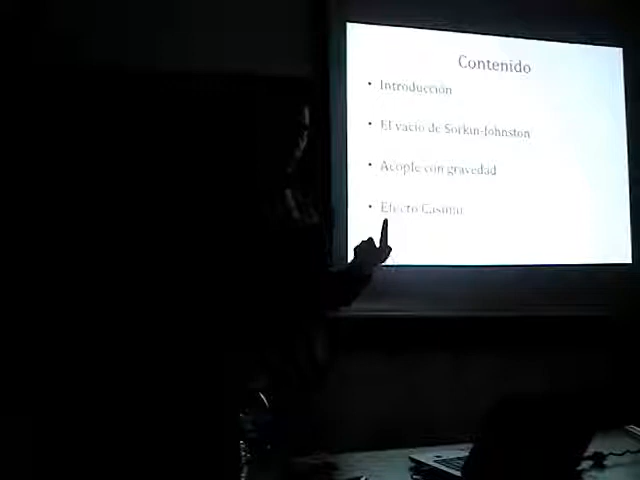 Contenido
• Introducción
• El vacío de Sorkin-Johnston
• Acople con gravedad
• Efecto Casimir